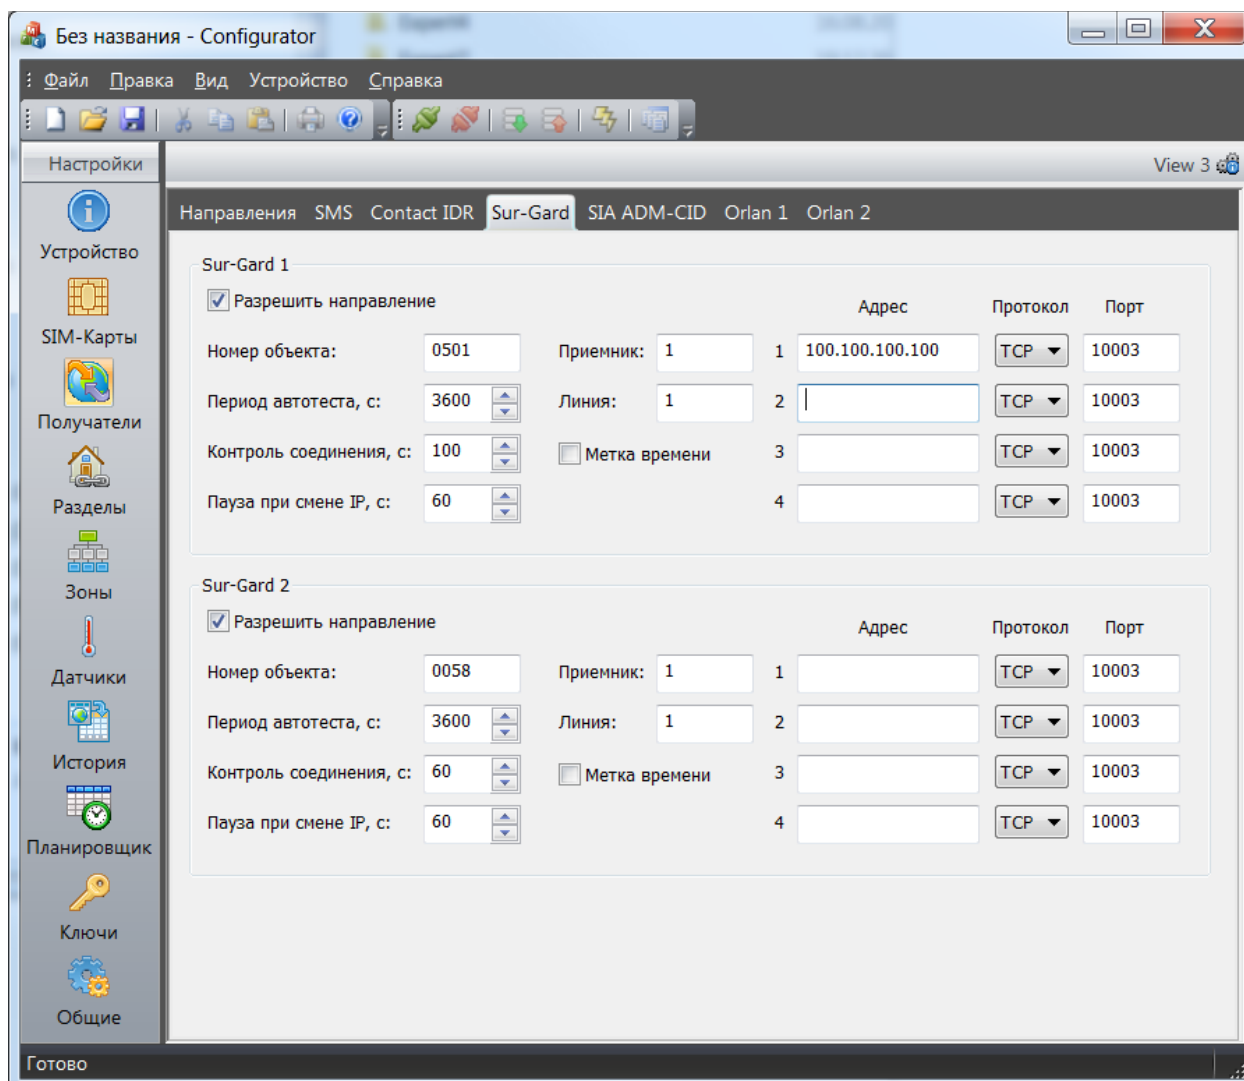 Без названия - Configurator
Файл Правка Вид Устройство Справка
Настройки
View 3
Устройство
SIM-Карты
Получатели
Разделы
Зоны
Датчики
История
Планировщик
Ключи
Общие
Направления SMS Contact IDR Sur-Gard SIA ADM-CID Orlan 1 Orlan 2
Sur-Gard 1
Разрешить направление Адрес Протокол Порт
Номер объекта: 0501 Приемник: 1 1 100.100.100.100 TCP 10003
Период автотеста, с: 3600 Линия: 1 2 TCP 10003
Контроль соединения, с: 100 Метка времени 3 TCP 10003
Пауза при смене IP, с: 60 4 TCP 10003
Sur-Gard 2
Разрешить направление Адрес Протокол Порт
Номер объекта: 0058 Приемник: 1 1 TCP 10003
Период автотеста, с: 3600 Линия: 1 2 TCP 10003
Контроль соединения, с: 60 Метка времени 3 TCP 10003
Пауза при смене IP, с: 60 4 TCP 10003
Готово